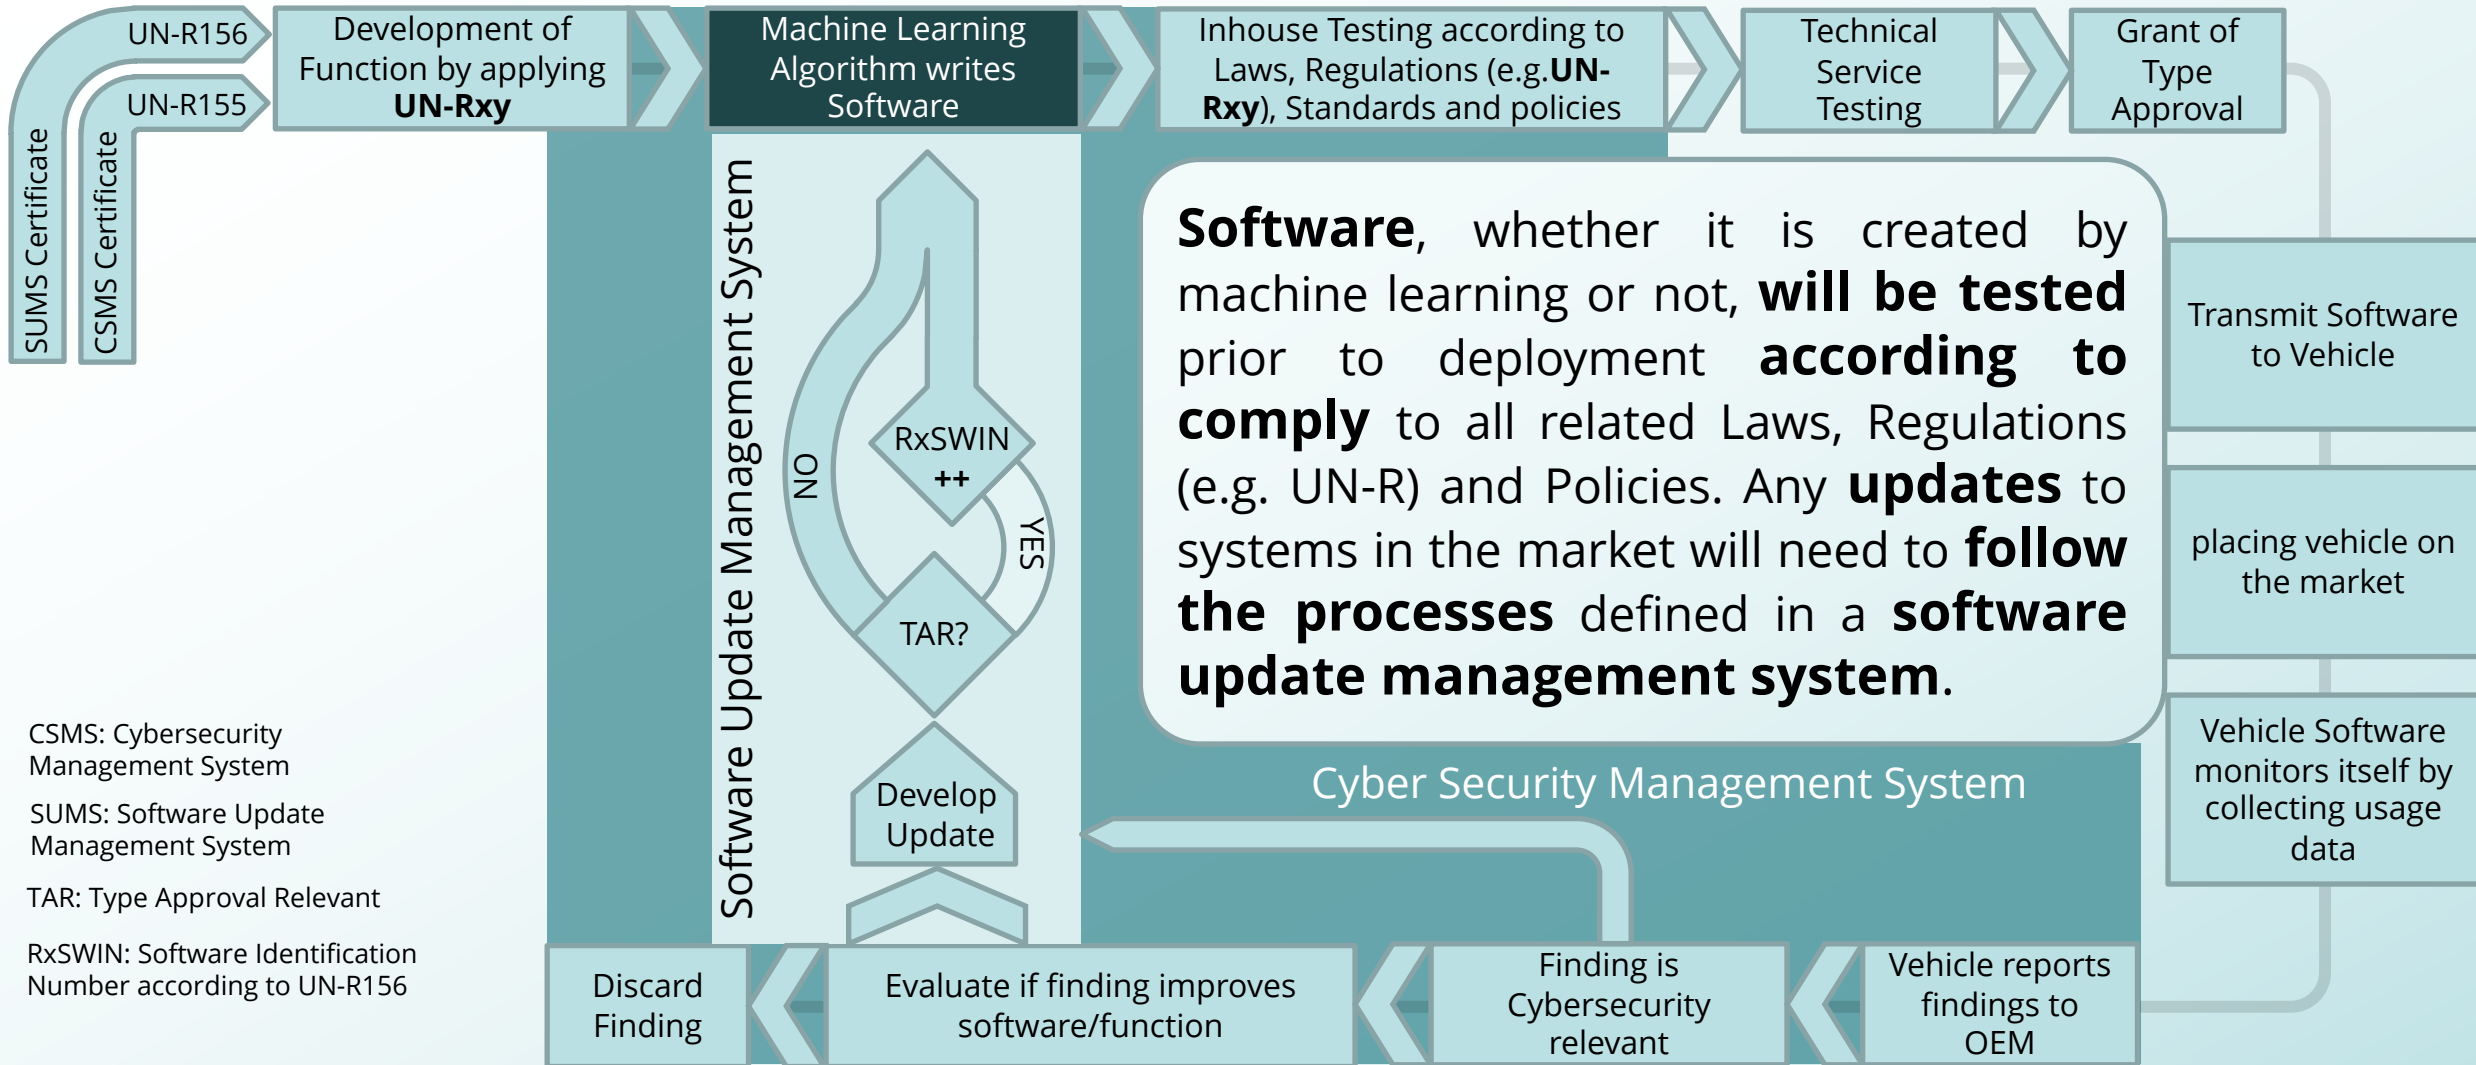 UN-R156
UN-R155
SUMS Certificate
CSMS Certificate
Development of
Function by applying
UN-Rxy
Machine Learning
Algorithm writes
Software
Inhouse Testing according to
Laws, Regulations (e.g.UN-
Rxy), Standards and policies
Technical
Service
Testing
Grant of
Type
Approval
Software Update Management System
NO
RxSWIN
++
YES
TAR?
Develop
Update
Software, whether it is created by
machine learning or not, will be tested
prior to deployment according to
comply to all related Laws, Regulations
(e.g. UN-R) and Policies. Any updates to
systems in the market will need to follow
the processes defined in a software
update management system.
Transmit Software
to Vehicle
placing vehicle on
the market
Vehicle Software
monitors itself by
collecting usage
data
Cyber Security Management System
CSMS: Cybersecurity
Management System
SUMS: Software Update
Management System
TAR: Type Approval Relevant
RxSWIN: Software Identification
Number according to UN-R156
Discard
Finding
Evaluate if finding improves
software/function
Finding is
Cybersecurity
relevant
Vehicle reports
findings to
OEM